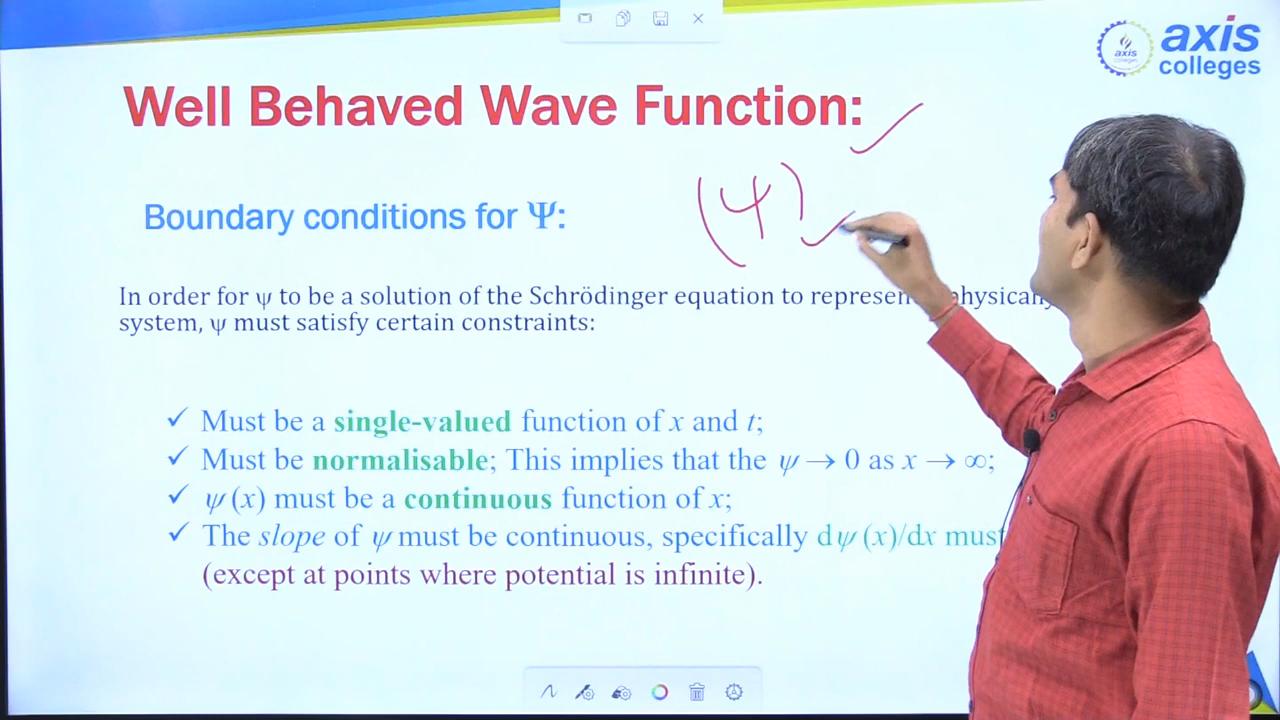 axis
colleges
axis
colleges
Well Behaved Wave Function:
(ψ)
Boundary conditions for Ψ:
In order for ψ to be a solution of the Schrödinger equation to represen
system, ψ must satisfy certain constraints:
✓ Must be a single-valued function of x and t;
✓ Must be normalisable; This implies that the ψ → 0 as x → ∞;
✓ ψ (x) must be a continuous function of x;
✓ The slope of ψ must be continuous, specifically dψ (x)/dx must
(except at points where potential is infinite).